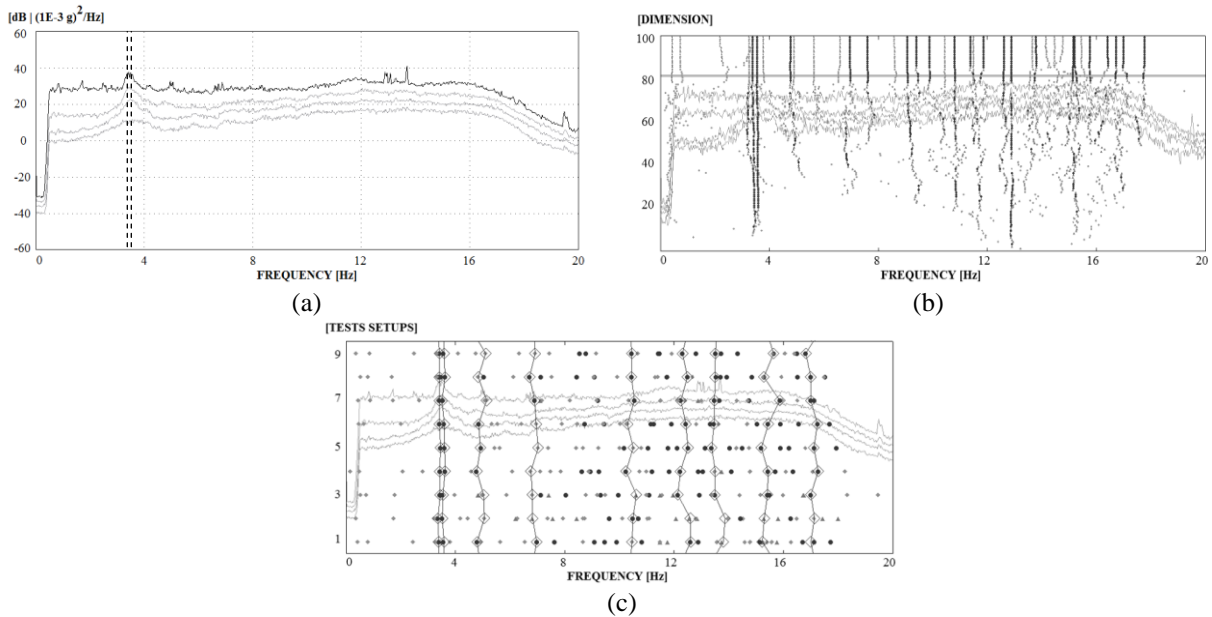 [dB | (1E-3 g)²/Hz]
60
40
20
0
-20
-40
-60
0 4 8 12 16 20
FREQUENCY [Hz]
(a)
[DIMENSION]
100
80
60
40
20
0 4 8 12 16 20
FREQUENCY [Hz]
(b)
[TESTS SETUPS]
9
7
5
3
1
0 4 8 12 16 20
FREQUENCY [Hz]
(c)